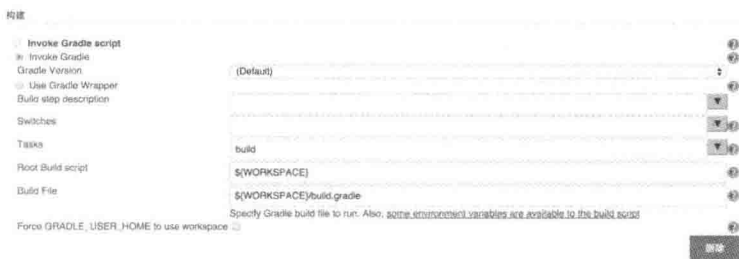 构建
Invoke Gradle script
Invoke Gradle
Gradle Version
(Default)
Use Gradle Wrapper
Build step description
Switches
Tasks
build
Root Build script
${WORKSPACE}
Build File
${WORKSPACE}/build.gradle
Specify Gradle build file to run. Also, some environment variables are available to the build script
Force GRADLE_USER_HOME to use workspace
删除